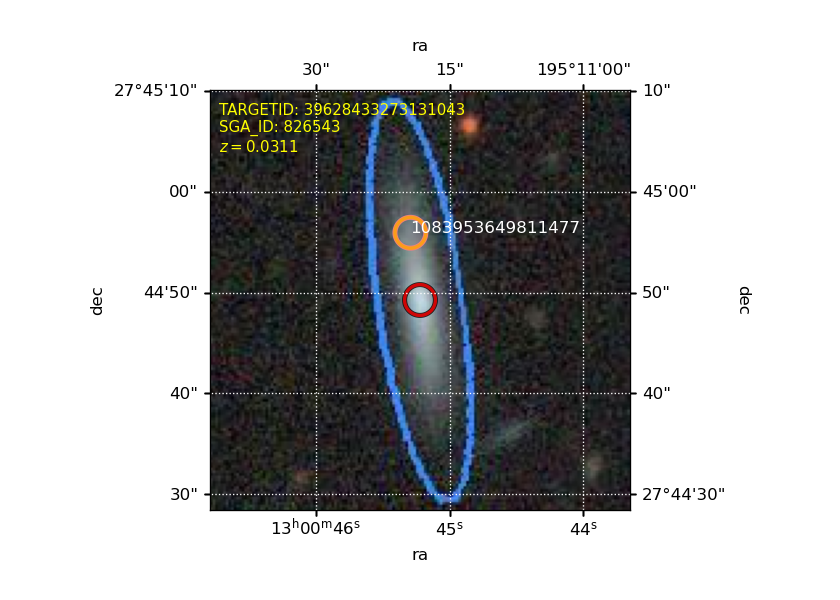 ra
30" 15" 195°11'00"
27°45'10" 10"
TARGETID: 39628433273131043
SGA_ID: 826543
z = 0.0311
00" 45'00"
1083953649811477
dec 44'50" 50" dec
40" 40"
30" 27°44'30"
13ʰ00ᵐ46ˢ 45ˢ 44ˢ
ra